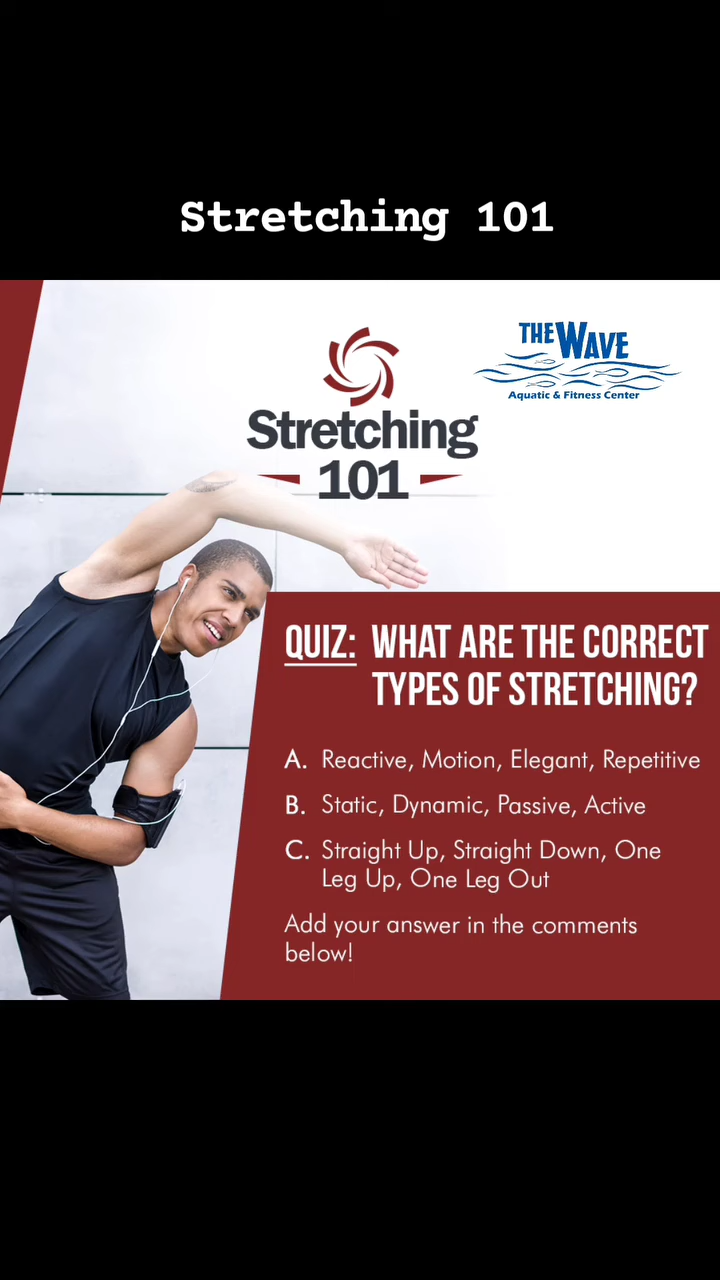 Stretching 101
THE WAVE
Aquatic & Fitness Center
Stretching
101
QUIZ: WHAT ARE THE CORRECT
TYPES OF STRETCHING?
A. Reactive, Motion, Elegant, Repetitive
B. Static, Dynamic, Passive, Active
C. Straight Up, Straight Down, One
Leg Up, One Leg Out
Add your answer in the comments
below!